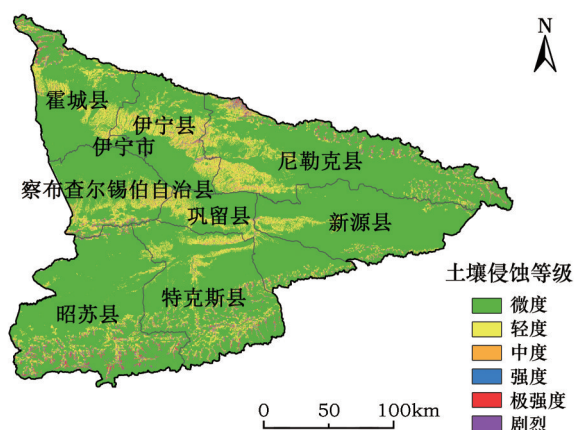 N
霍城县
伊宁县
伊宁市
尼勒克县
察布查尔锡伯自治县
巩留县
新源县
昭苏县
特克斯县
土壤侵蚀等级
微度
轻度
中度
强度
极强度
剧烈
0 50 100km